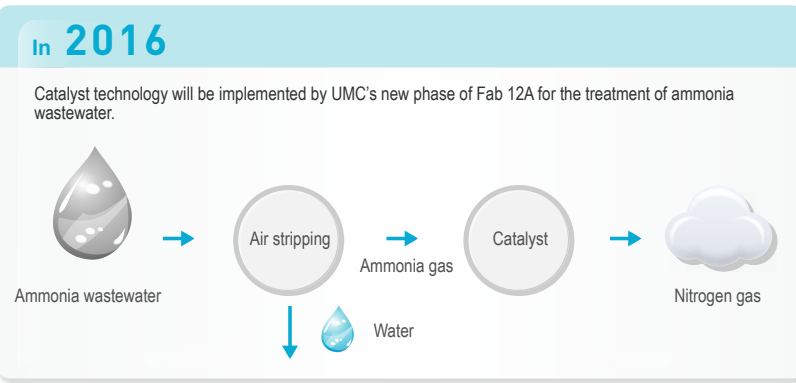 In 2016
Catalyst technology will be implemented by UMC's new phase of Fab 12A for the treatment of ammonia
wastewater.
Air stripping
Catalyst
Ammonia gas
Ammonia wastewater
Nitrogen gas
Water